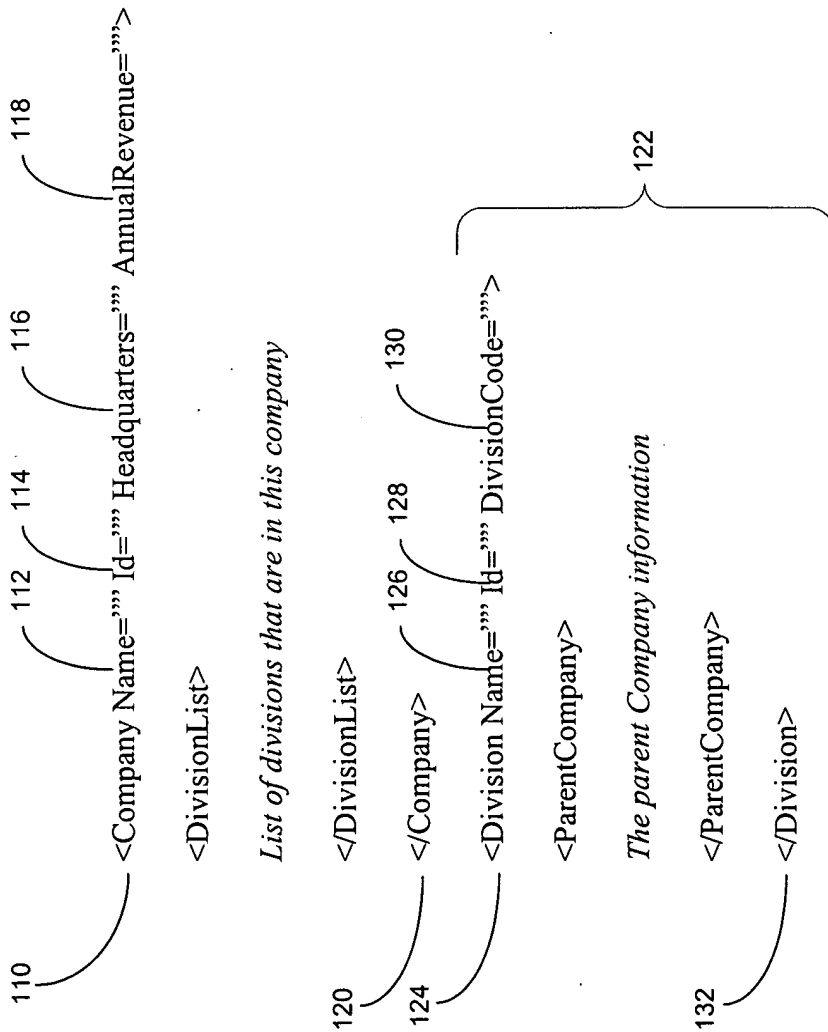 112 114 116 118
110 <Company Name="" Id="" Headquarters="" AnnualRevenue="">
<DivisionList>
List of divisions that are in this company
</DivisionList>
126 128 130
120 </Company>
124 <Division Name="" Id="" DivisionCode="">
<ParentCompany>
122
The parent Company information
</ParentCompany>
132 </Division>